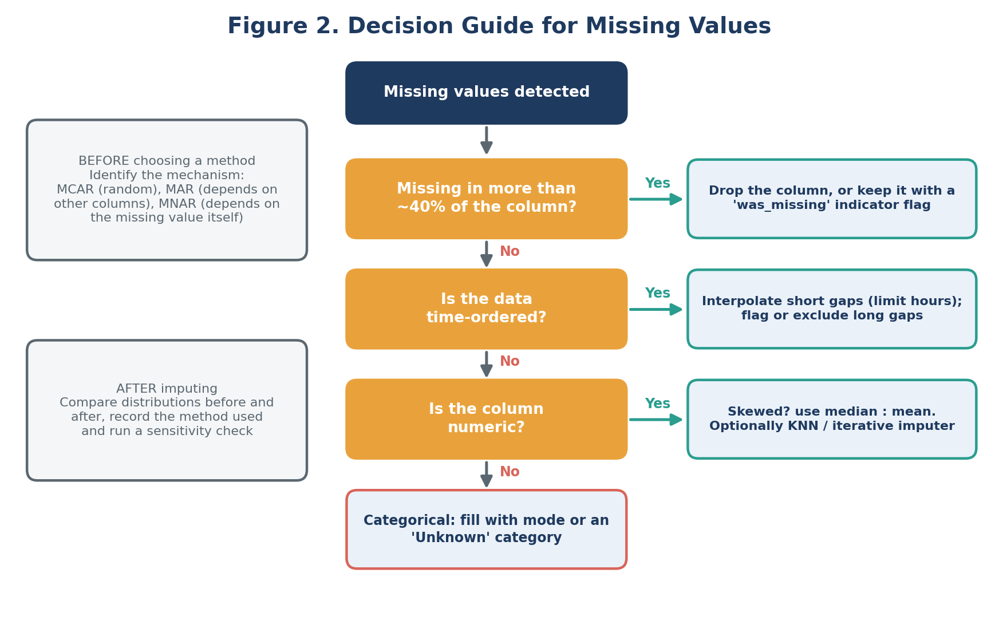 Figure 2. Decision Guide for Missing Values
Missing values detected
BEFORE choosing a method
Identify the mechanism:
MCAR (random), MAR (depends on
other columns), MNAR (depends on
the missing value itself)
Missing in more than
~40% of the column?
Yes
Drop the column, or keep it with a
'was_missing' indicator flag
No
Is the data
time-ordered?
Yes
Interpolate short gaps (limit hours);
flag or exclude long gaps
No
AFTER imputing
Compare distributions before and
after, record the method used
and run a sensitivity check
Is the column
numeric?
Yes
Skewed? use median : mean.
Optionally KNN / iterative imputer
No
Categorical: fill with mode or an
'Unknown' category